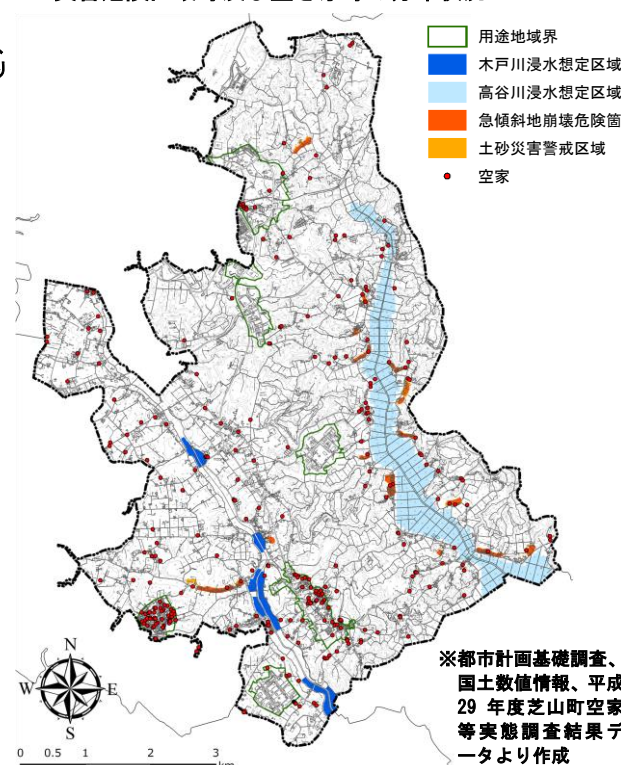 用途地域界
木戸川浸水想定区域
高谷川浸水想定区域
急傾斜地崩壊危険箇
土砂災害警戒区域
空家
N
W E
S
0 0.5 1 2 3
km
※都市計画基礎調査、
国土数値情報、平成
29 年度芝山町空家
等実態調査結果デ
ータより作成